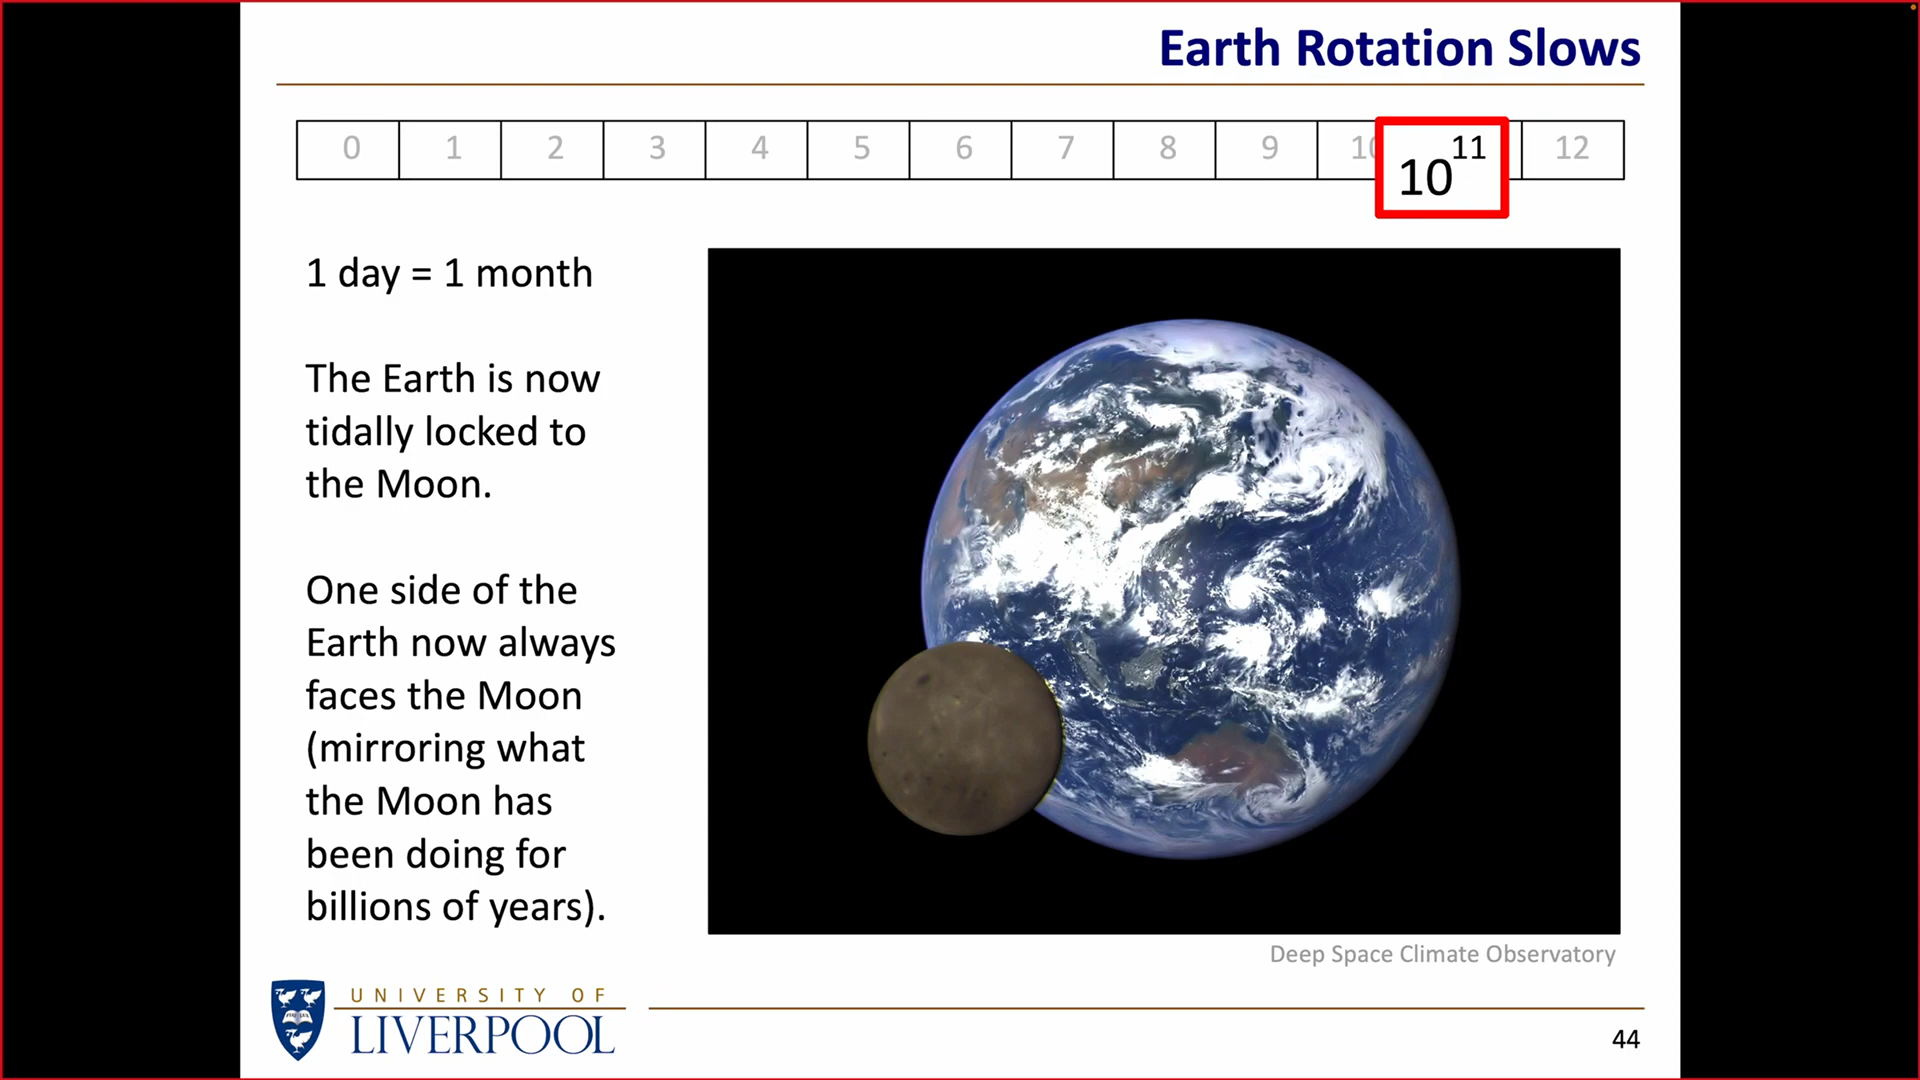 Earth Rotation Slows
0 1 2 3 4 5 6 7 8 9 10 10¹¹ 12
1 day = 1 month
The Earth is now
tidally locked to
the Moon.
One side of the
Earth now always
faces the Moon
(mirroring what
the Moon has
been doing for
billions of years).
Deep Space Climate Observatory
UNIVERSITY OF
LIVERPOOL
44